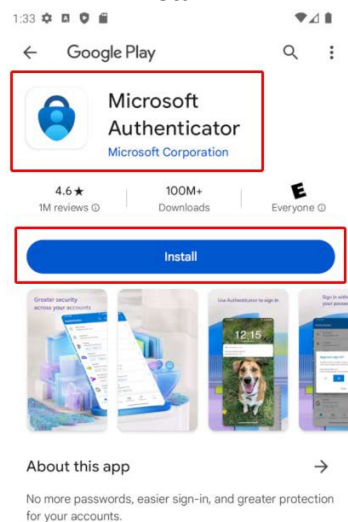 1:33
Google Play
Microsoft
Authenticator
Microsoft Corporation
4.6★
100M+
E
1M reviews
Downloads
Everyone
Install
Greater security
across your accounts
Use Authenticator to sign in
12:15
About this app
No more passwords, easier sign-in, and greater protection
for your accounts.